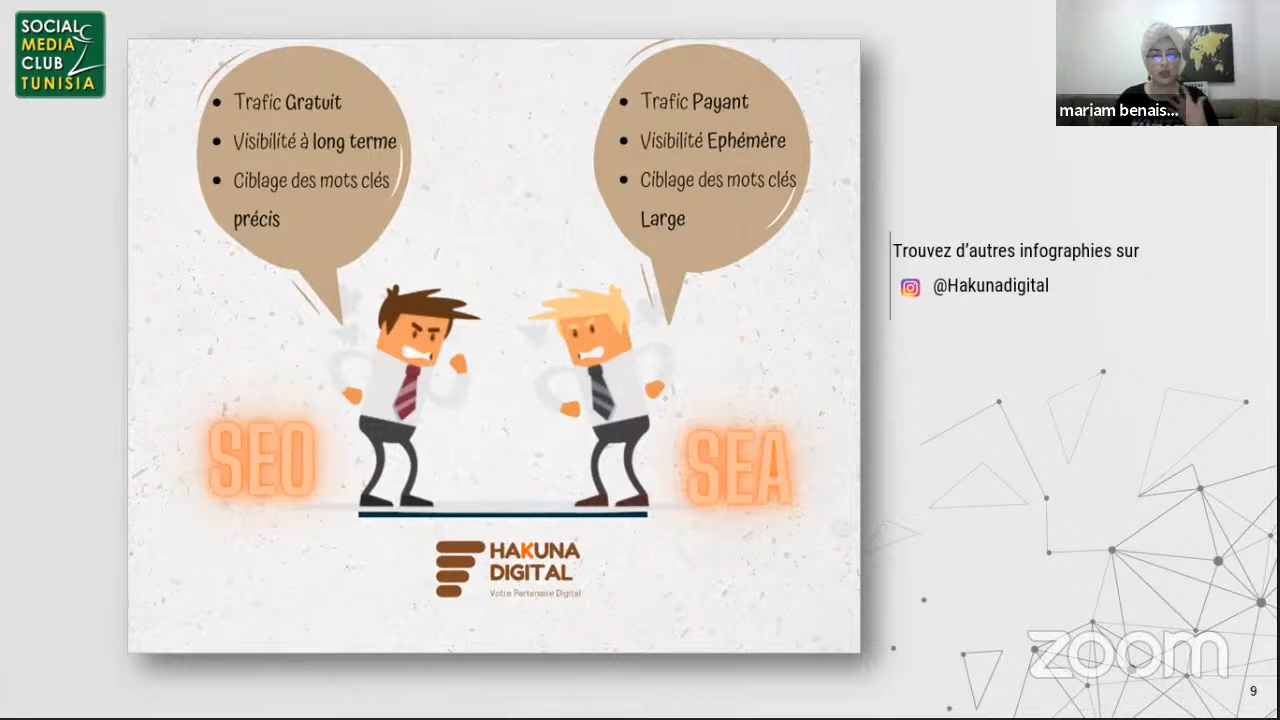 SOCIAL
MEDIA
CLUB
TUNISIA
Trafic Gratuit
Visibilité à long terme
Ciblage des mots clés
précis
Trafic Payant
Visibilité Ephémère
Ciblage des mots clés
Large
mariam benais...
Trouvez d'autres infographies sur
@Hakunadigital
SEO
SEA
HAKUNA
DIGITAL
Votre Partenaire Digital
zoom
9